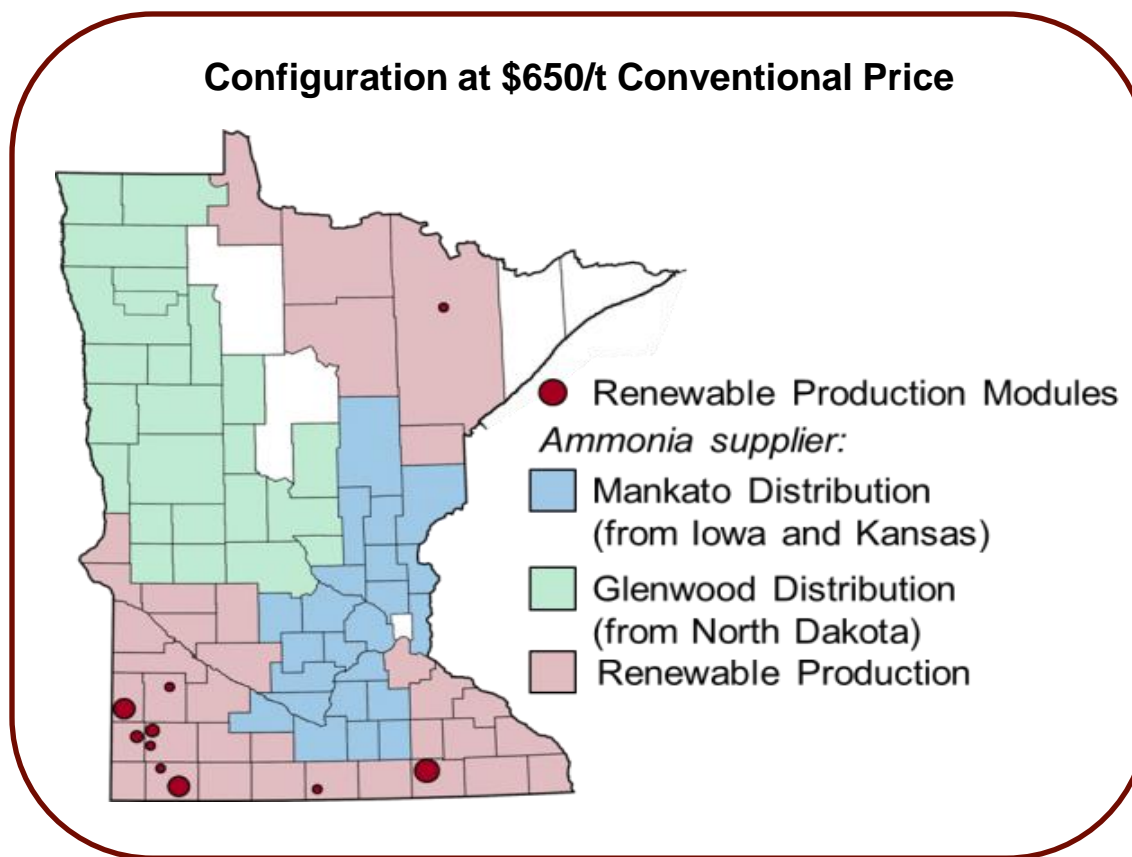 Configuration at $650/t Conventional Price
Renewable Production Modules
Ammonia supplier:
Mankato Distribution
(from Iowa and Kansas)
Glenwood Distribution
(from North Dakota)
Renewable Production